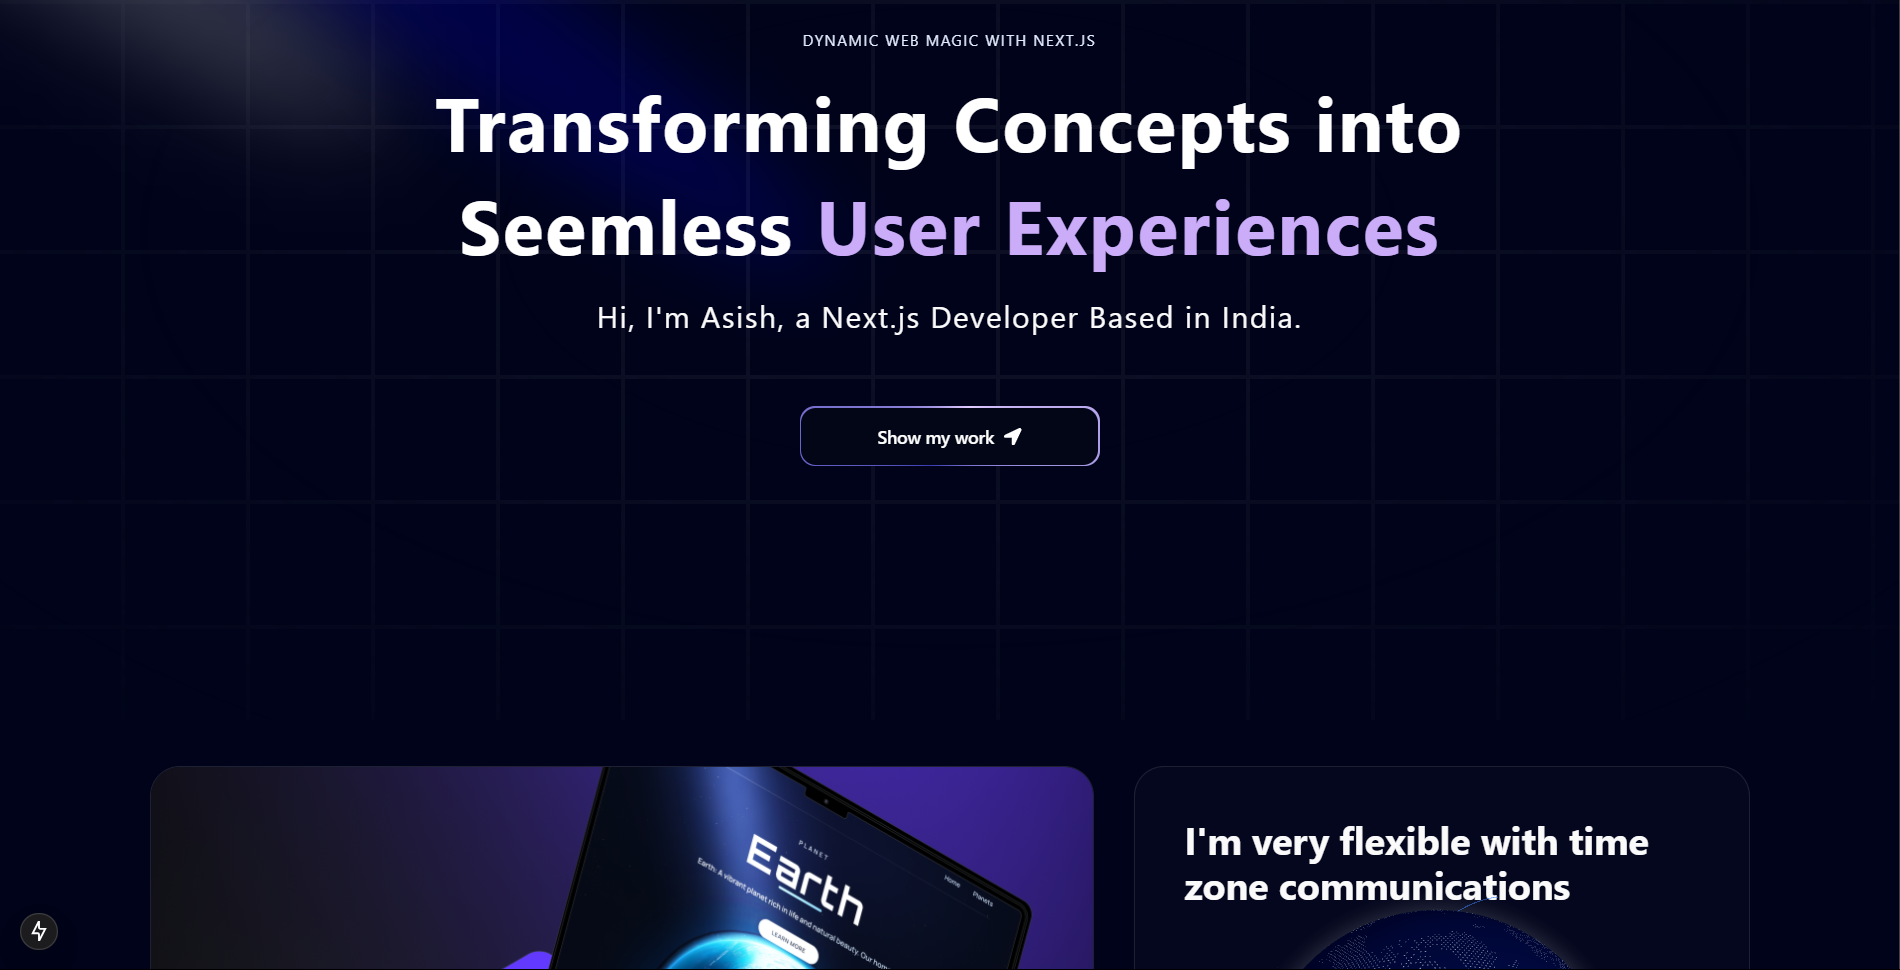 DYNAMIC WEB MAGIC WITH NEXT.JS
Transforming Concepts into
Seemless User Experiences
Hi, I'm Asish, a Next.js Developer Based in India.
Show my work
Home
Planets
PLANET
Earth
Earth: A vibrant planet rich in life and natural beauty. Our
LEARN MORE
I'm very flexible with time
zone communications